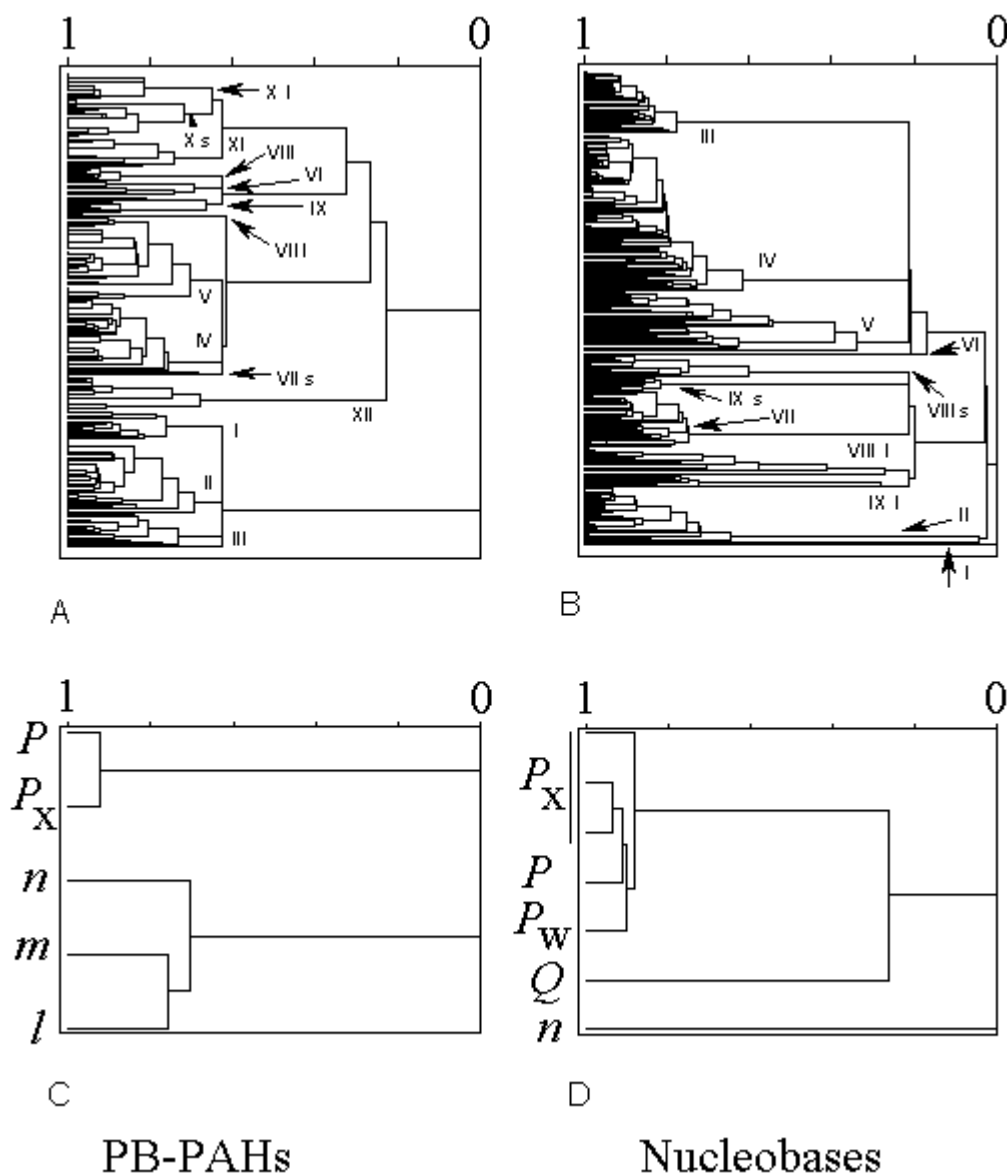 1 0
X l
X s
XI
VIII
VI
IX
VIII
V
IV
VII s
XII
I
II
III
A
1 0
III
IV
V
VI
IX s
VIII s
VII
VIII l
IX l
II
I
B
1 0
P
Px
n
m
l
C
1 0
Px
P
Pw
Q
n
D
PB-PAHs
Nucleobases